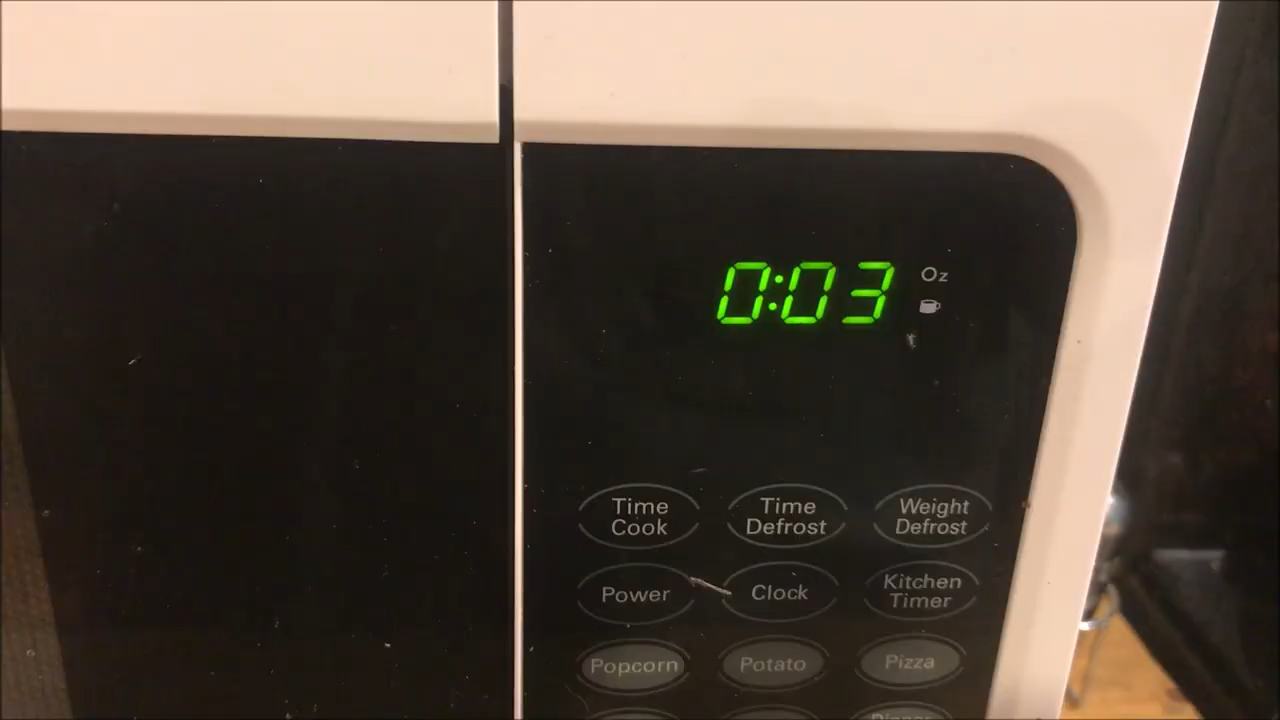 0:03
Oz
Time
Cook
Time
Defrost
Weight
Defrost
Power
Clock
Kitchen
Timer
Popcorn
Potato
Pizza